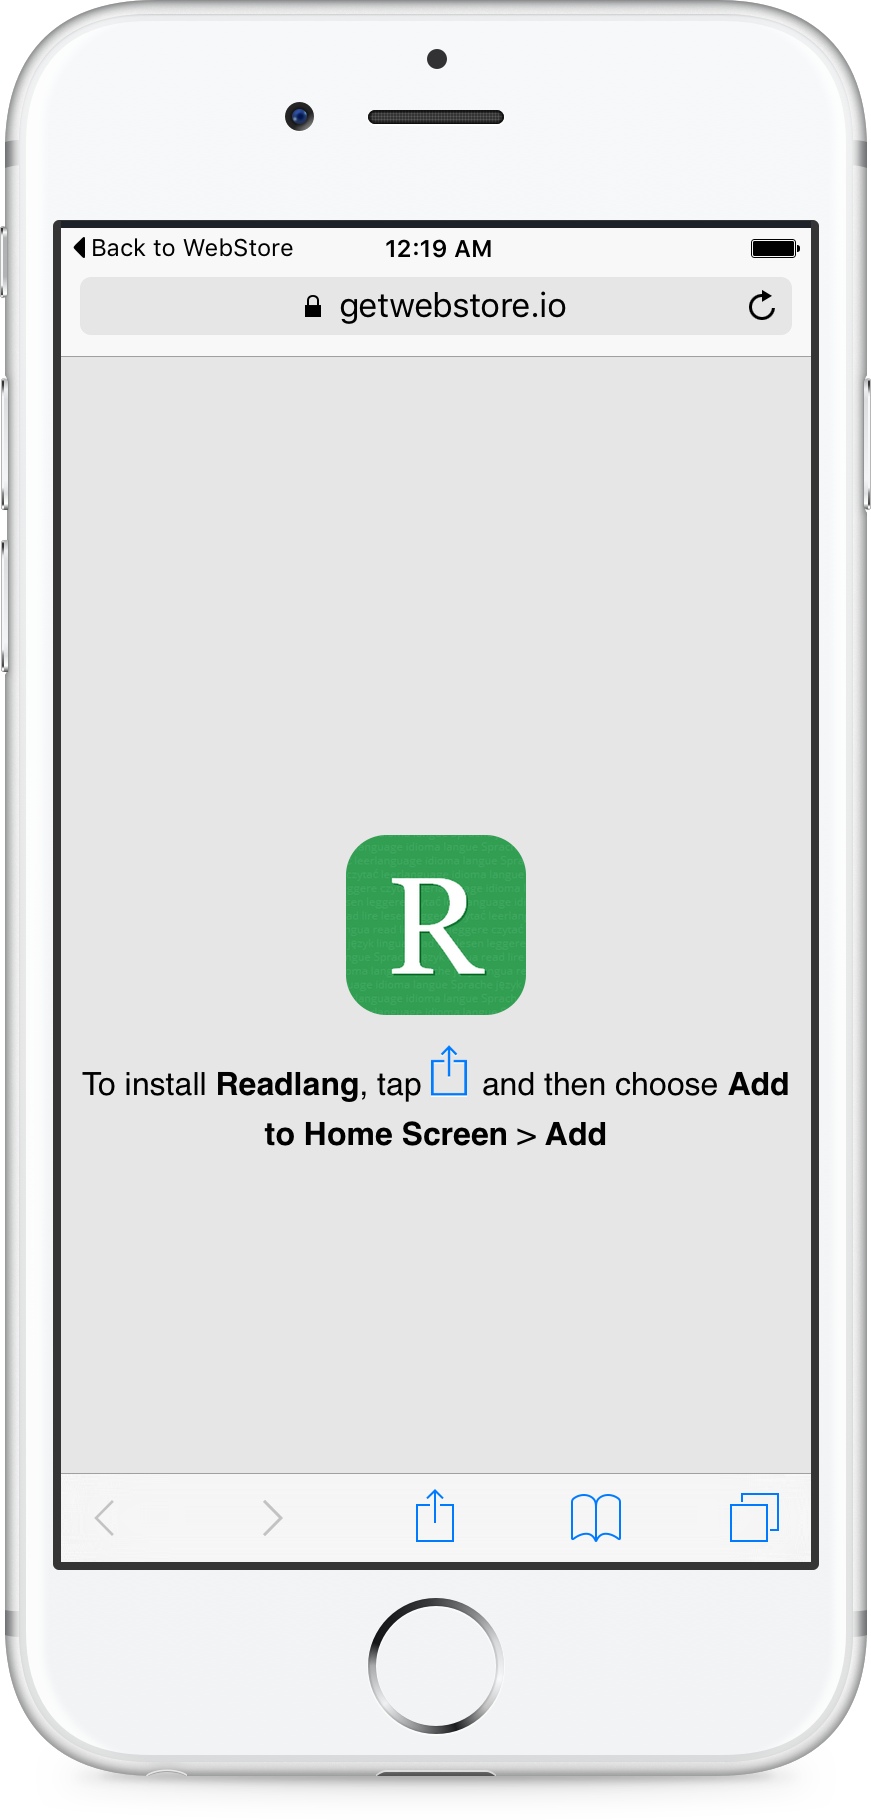 Back to WebStore 12:19 AM
getwebstore.io
R
To install Readlang, tap and then choose Add
to Home Screen > Add